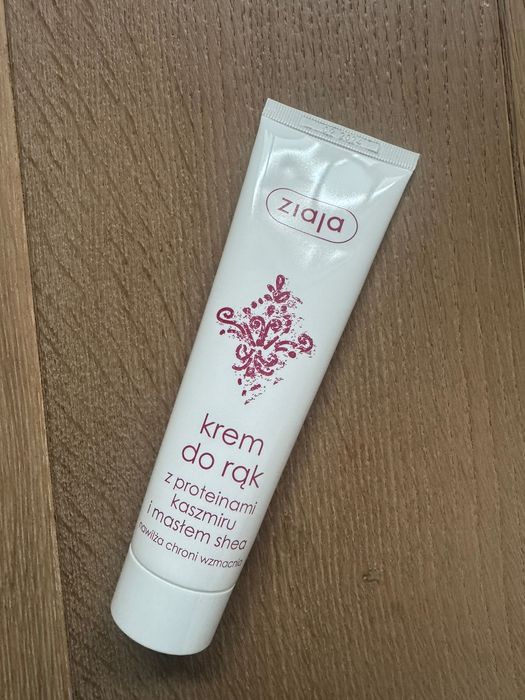 ziaja
krem
do rąk
z proteinami
kaszmiru
i masłem shea
nawilża chroni wzmacnia